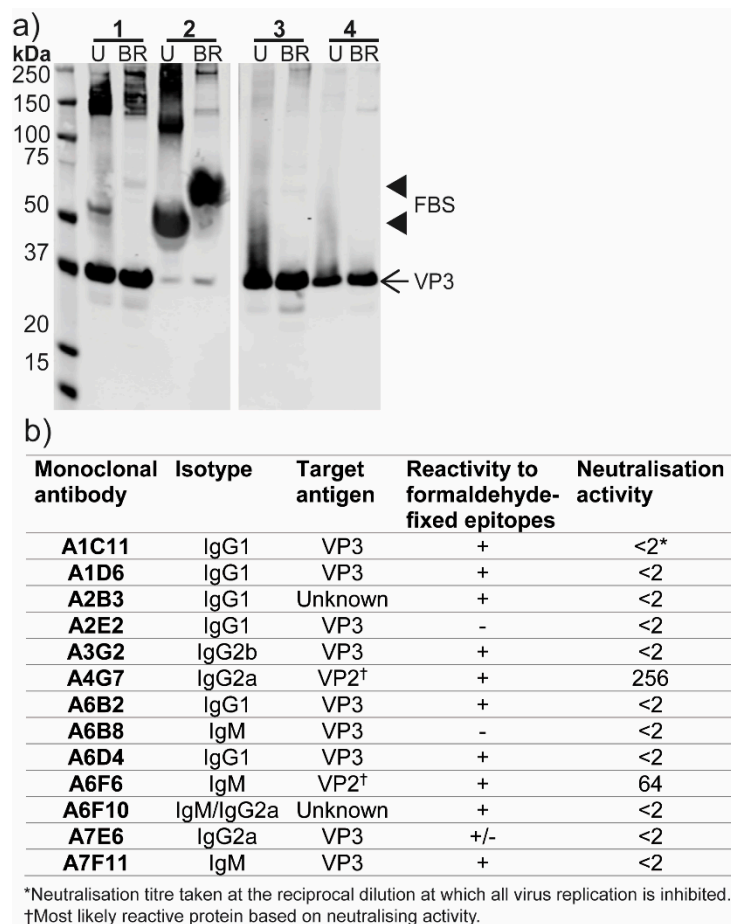 a)
1 2 3 4
kDa U BR U BR U BR U BR
250
150
100
75
50
FBS
37
VP3
20
15
b)
Monoclonal antibody Isotype Target antigen Reactivity to formaldehyde-fixed epitopes Neutralisation activity
A1C11 IgG1 VP3 + <2*
A1D6 IgG1 VP3 + <2
A2B3 IgG1 Unknown + <2
A2E2 IgG1 VP3 - <2
A3G2 IgG2b VP3 + <2
A4G7 IgG2a VP2† + 256
A6B2 IgG1 VP3 + <2
A6B8 IgM VP3 - <2
A6D4 IgG1 VP3 + <2
A6F6 IgM VP2† + 64
A6F10 IgM/IgG2a Unknown + <2
A7E6 IgG2a VP3 +/- <2
A7F11 IgM VP3 + <2
*Neutralisation titre taken at the reciprocal dilution at which all virus replication is inhibited.
†Most likely reactive protein based on neutralising activity.